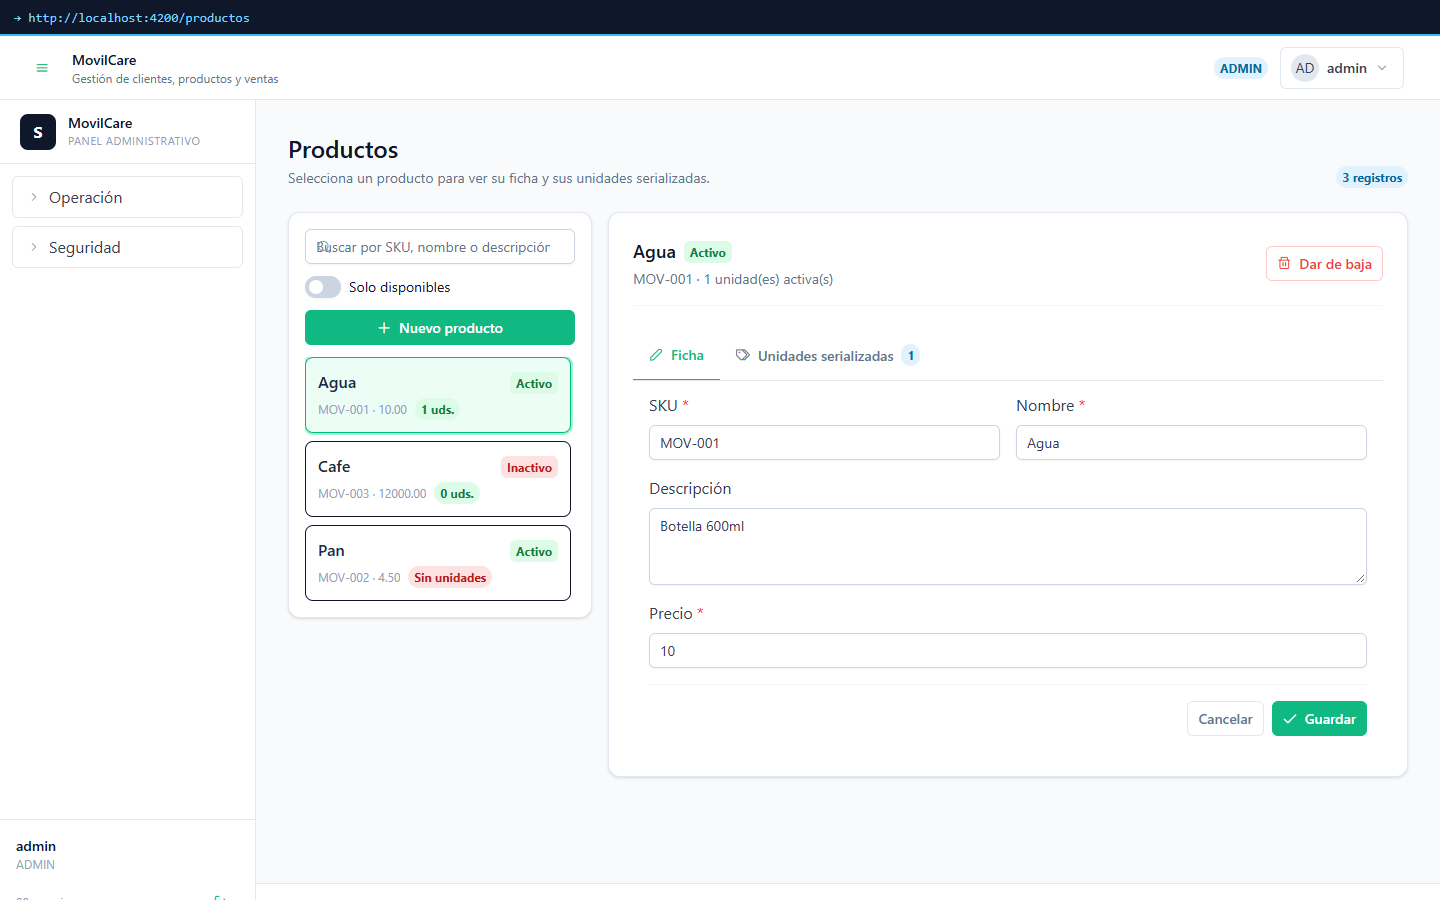 → http://localhost:4200/productos
MovilCare
Gestión de clientes, productos y ventas
ADMIN
AD admin
S
MovilCare
PANEL ADMINISTRATIVO
Operación
Seguridad
admin
ADMIN
Productos
Selecciona un producto para ver su ficha y sus unidades serializadas.
3 registros
Buscar por SKU, nombre o descripción
Solo disponibles
+ Nuevo producto
Agua Activo
MOV-001 · 10.00 1 uds.
Cafe Inactivo
MOV-003 · 12000.00 0 uds.
Pan Activo
MOV-002 · 4.50 Sin unidades
Agua Activo
MOV-001 · 1 unidad(es) activa(s)
Dar de baja
Ficha Unidades serializadas 1
SKU * Nombre *
MOV-001 Agua
Descripción
Botella 600ml
Precio *
10
Cancelar Guardar